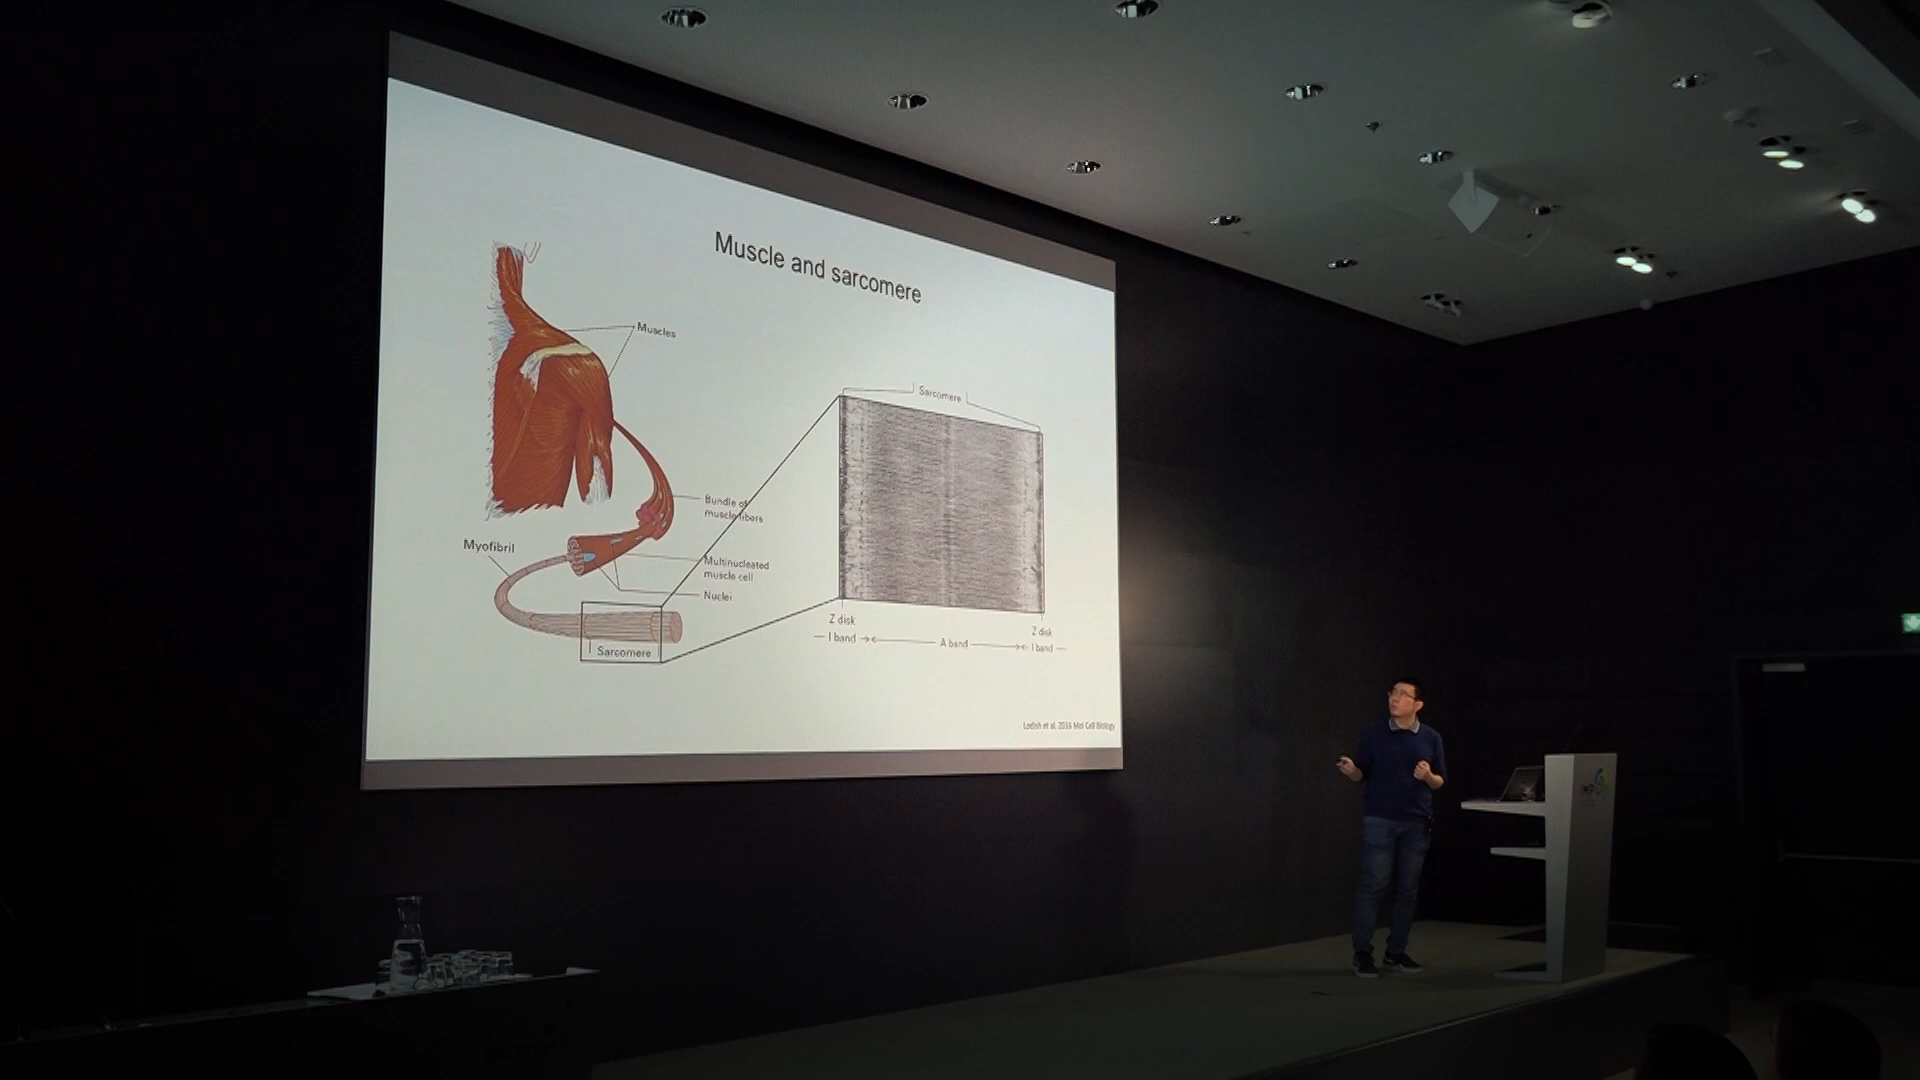 Muscle and sarcomere
Muscles
Bundle of
muscle fibers
Multinucleated
muscle cell
Nuclei
Myofibril
Sarcomere
Sarcomere
Z disk
Z disk
I band
A band
I band
Lodish et al. 2016 Mol Cell Biology